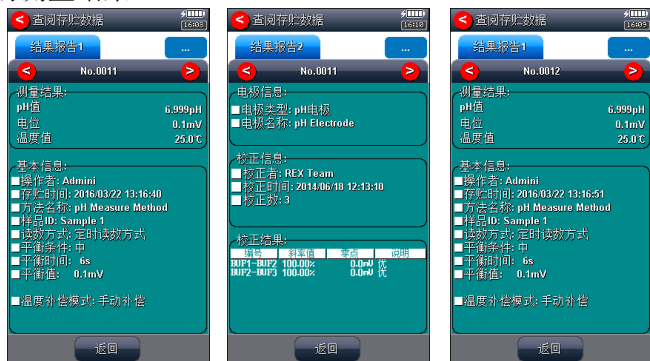 查阅存贮数据
16:08
结果报告1
...
No.0011
测量结果:
pH值 6.999pH
电位 0.1mV
温度值 25.0℃
基本信息:
操作者: Admini
存贮时间: 2016/03/22 13:16:40
方法名称: pH Measure Method
样品ID: Sample 1
读数方式: 定时读数方式
平衡条件: 中
平衡时间: 6s
平衡值: 0.1mV
温度补偿模式: 手动补偿
返回
查阅存贮数据
16:10
结果报告2
...
No.0011
电极信息:
电极类型: pH电极
电极名称: pH Electrode
校正信息:
校正者: REX Team
校正时间: 2014/06/18 12:13:10
校正数: 3
校正结果:
编号 斜率值 零点 说明
BUF1-BUF2 100.00% 0.0mV 优
BUF2-BUF3 100.00% 0.0mV 优
返回
查阅存贮数据
16:09
结果报告1
...
No.0012
测量结果:
pH值 6.999pH
电位 0.1mV
温度值 25.0℃
基本信息:
操作者: Admini
存贮时间: 2016/03/22 13:16:51
方法名称: pH Measure Method
样品ID: Sample 1
读数方式: 定时读数方式
平衡条件: 中
平衡时间: 6s
平衡值: 0.1mV
温度补偿模式: 手动补偿
返回